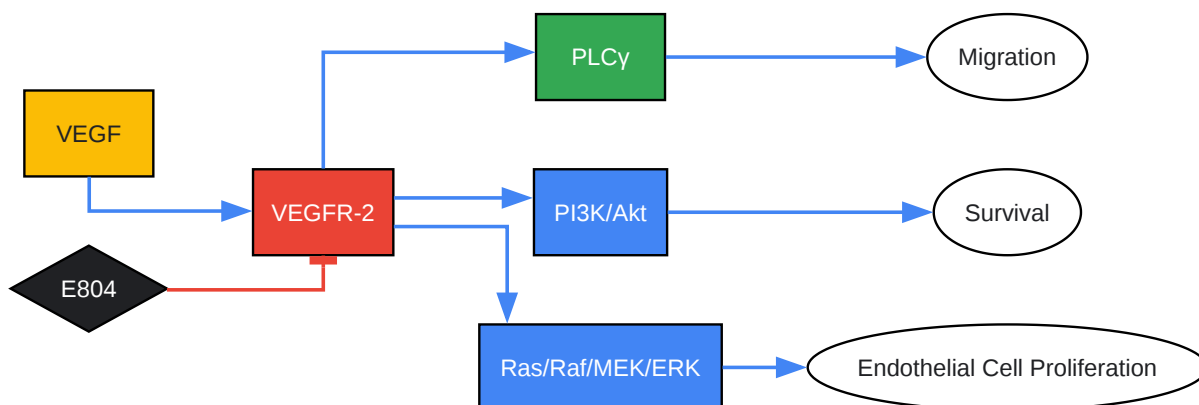 PLCγ
Migration
VEGF
VEGFR-2
PI3K/Akt
Survival
E804
Ras/Raf/MEK/ERK
Endothelial Cell Proliferation